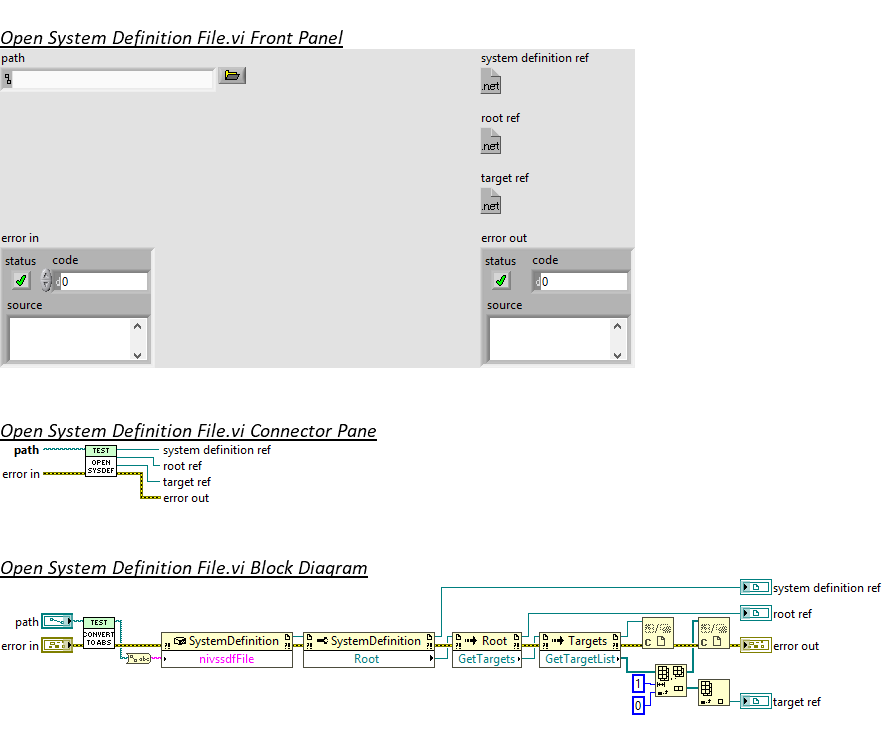 Open System Definition File.vi Front Panel
path
system definition ref
.net
root ref
.net
target ref
.net
error in
error out
status code
0
status code
0
source
source
Open System Definition File.vi Connector Pane
path
TEST
OPEN
SYSDEF
system definition ref
root ref
target ref
error in
error out
Open System Definition File.vi Block Diagram
system definition ref
path
TEST
root ref
error in
CONVERT
TO ABS
SystemDefinition
SystemDefinition
Root
Targets
error out
abc
nivssdfFile
Root
GetTargets
GetTargetList
1
0
target ref